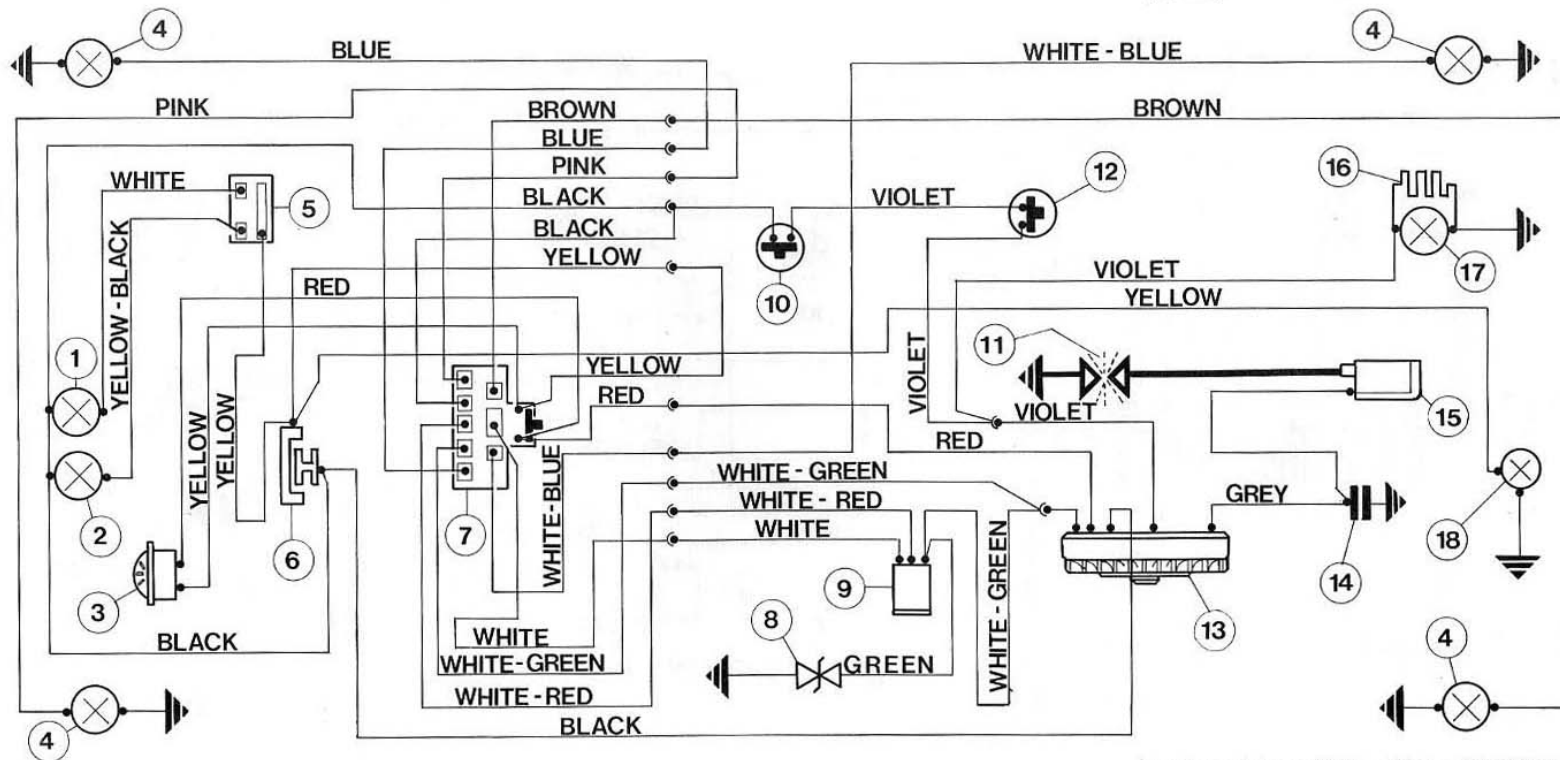 4
BLUE
WHITE - BLUE
4
PINK
BROWN
BROWN
BLUE
PINK
WHITE
5
BLACK
VIOLET
12
16
BLACK
17
YELLOW
10
VIOLET
RED
YELLOW
YELLOW - BLACK
1
11
YELLOW
VIOLET
RED
VIOLET
15
RED
2
YELLOW
YELLOW
6
7
WHITE-BLUE
WHITE - GREEN
WHITE - RED
WHITE
GREY
14
18
3
9
8
WHITE - GREEN
13
BLACK
WHITE
WHITE-GREEN
GREEN
WHITE - RED
BLACK
4
4